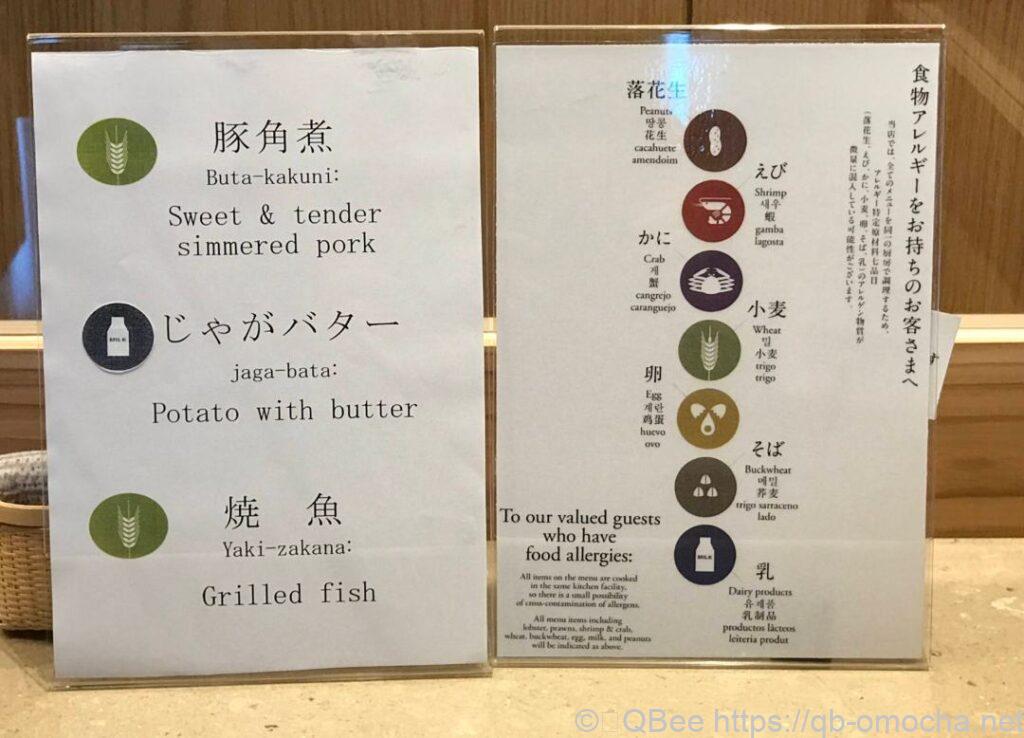 豚角煮
Buta-kakuni:
Sweet & tender
simmered pork
じゃがバター
jaga-bata:
Potato with butter
焼 魚
Yaki-zakana:
Grilled fish
食物アレルギーをお持ちのお客さまへ
当店では、全てのメニューを同一の厨房で調理するため、
アレルギー特定原材料七品目
(落花生、えび、かに、小麦、卵、そば、乳)のアレルゲン物質が
微量に混入している可能性がございます。
落花生
Peanuts
땅콩
花生
cacahuete
amendoim
えび
Shrimp
새우
蝦
gamba
lagosta
かに
Crab
게
蟹
cangrejo
caranguejo
小麦
Wheat
밀
小麦
trigo
trigo
卵
Egg
계란
鸡蛋
huevo
ovo
そば
Buckwheat
메밀
荞麦
trigo sarraceno
lado
MILK
乳
Dairy products
유제품
乳制品
productos lácteos
leiteria produt
To our valued guests
who have
food allergies:
All items on the menu are cooked
in the same kitchen facility,
so there is a small possibility
of cross-contamination of allergens.
All menu items including
lobster, prawns, shrimp & crab,
wheat, buckwheat, egg, milk, and peanuts
will be indicated as above.
す
©QBee https://qb-omocha.net